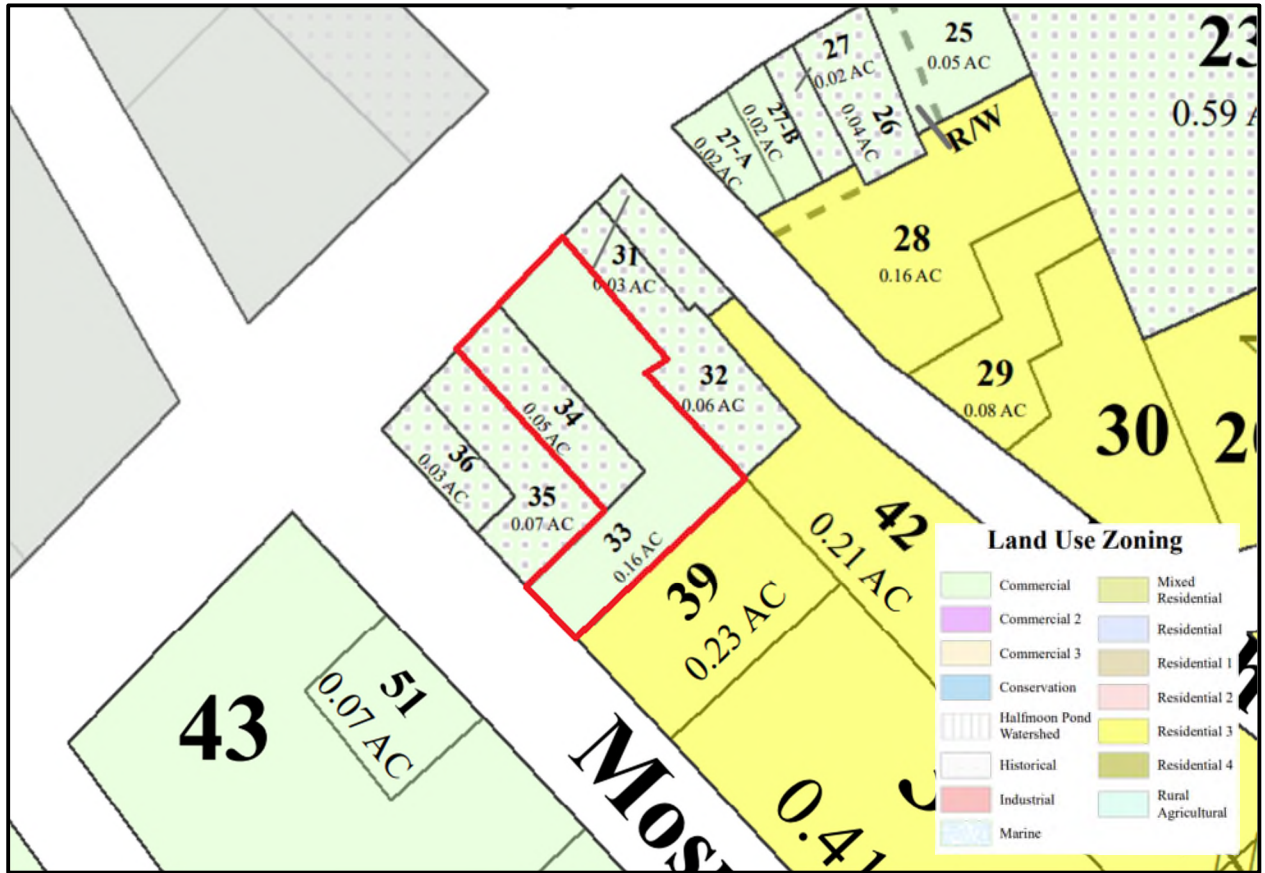 25
0.05 AC
23
0.59 A
27
0.02 AC
27-B
0.02 AC
26
0.04 AC
27-A
0.02 AC
R/W
28
0.16 AC
31
0.03 AC
32
0.06 AC
29
0.08 AC
30
34
0.05 AC
36
0.03 AC
35
0.07 AC
33
0.16 AC
42
0.21 AC
39
0.23 AC
43
51
0.07 AC
0.41
Land Use Zoning
Commercial
Commercial 2
Commercial 3
Conservation
Halfmoon Pond
Watershed
Historical
Industrial
Marine
Mixed
Residential
Residential
Residential 1
Residential 2
Residential 3
Residential 4
Rural
Agricultural